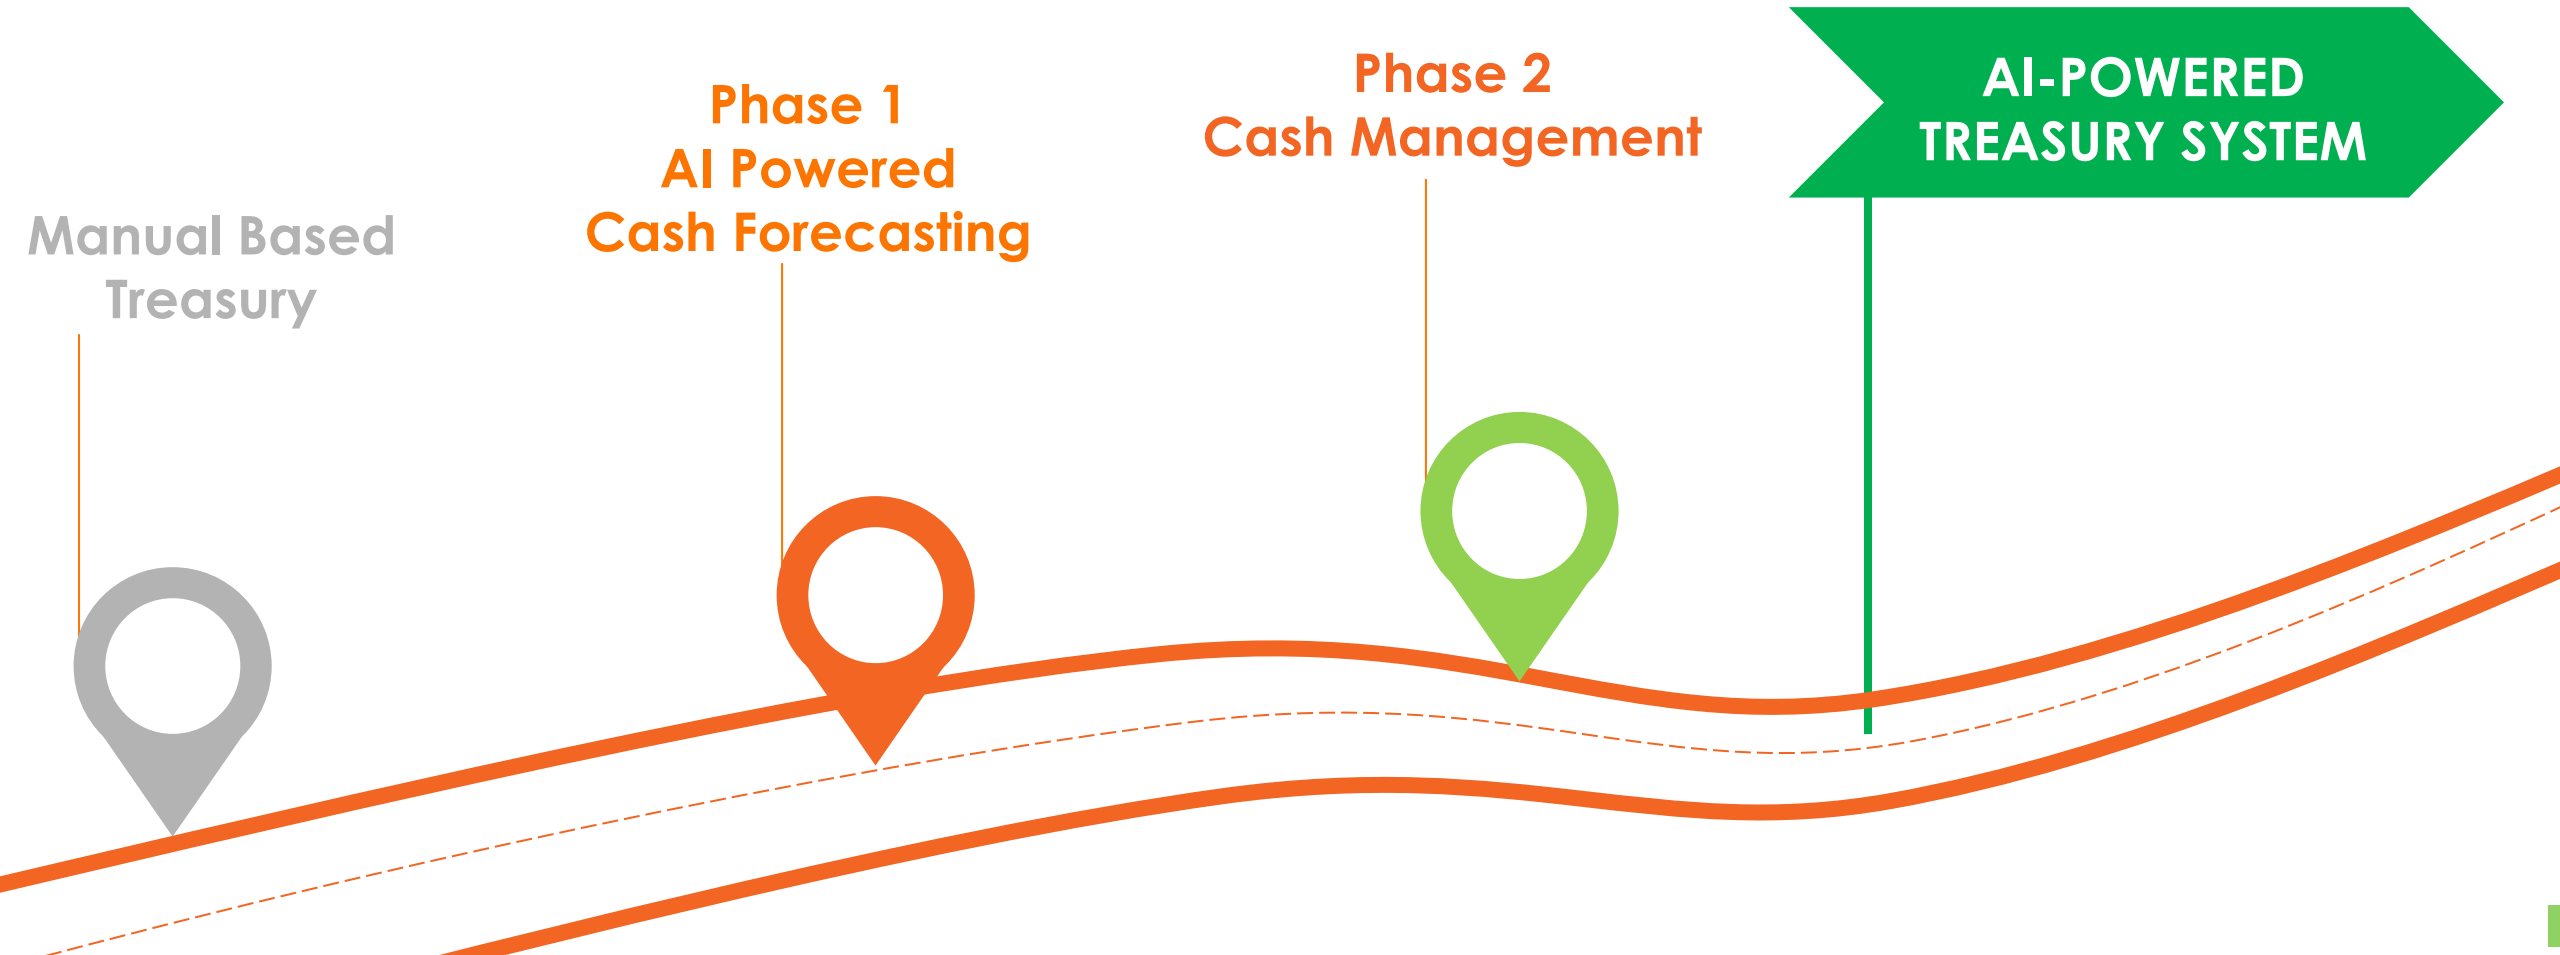 Manual Based
Treasury
Phase 1
AI Powered
Cash Forecasting
Phase 2
Cash Management
AI-POWERED
TREASURY SYSTEM